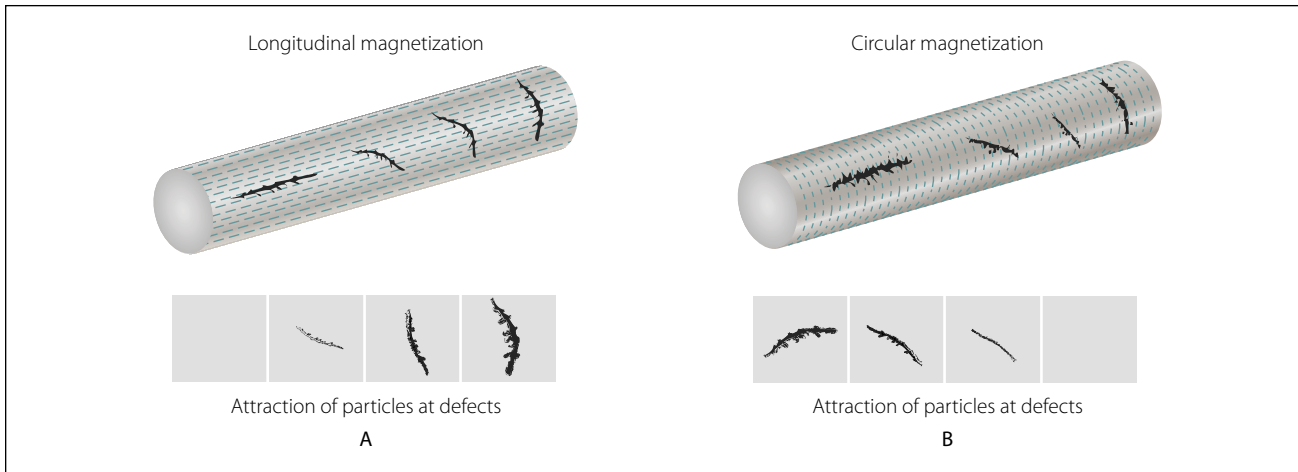 Longitudinal magnetization
Circular magnetization
Attraction of particles at defects
Attraction of particles at defects
A
B